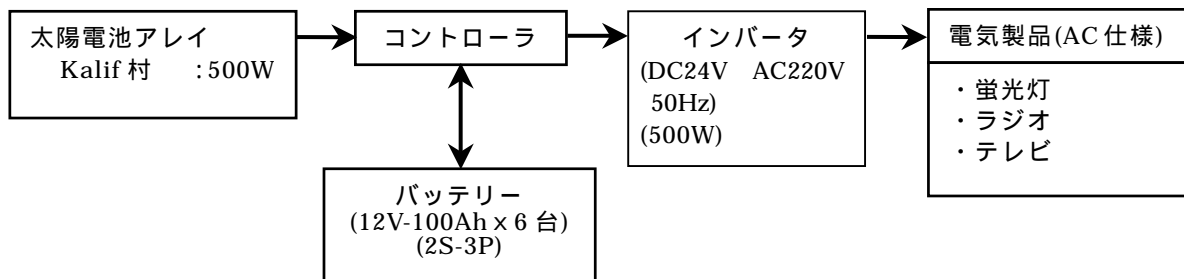 太陽電池アレイ
Kalif 村 :500W
コントローラ
インバータ
(DC24V AC220V
50Hz)
(500W)
電気製品(AC 仕様)
・蛍光灯
・ラジオ
・テレビ
バッテリー
(12V-100Ah x 6 台)
(2S-3P)